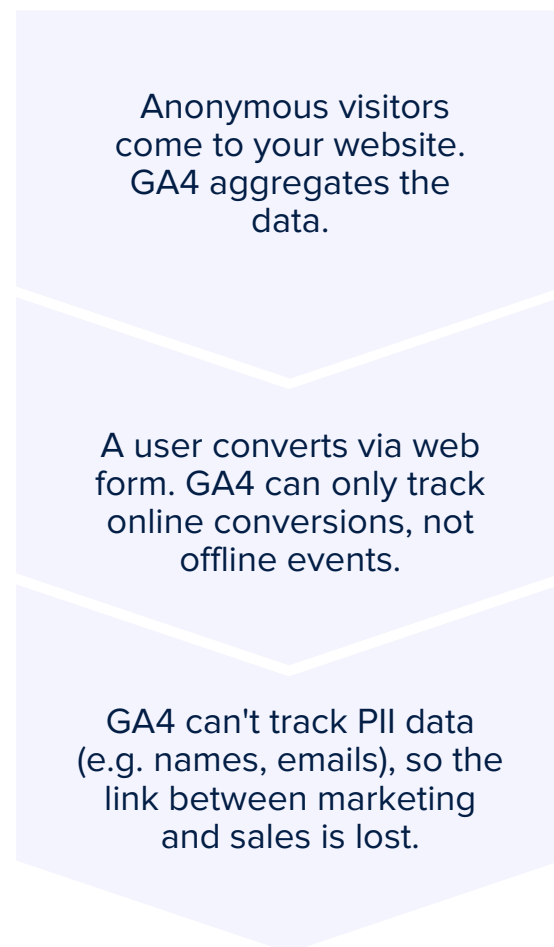 Anonymous visitors
come to your website.
GA4 aggregates the
data.
A user converts via web
form. GA4 can only track
online conversions, not
offline events.
GA4 can't track PII data
(e.g. names, emails), so the
link between marketing
and sales is lost.